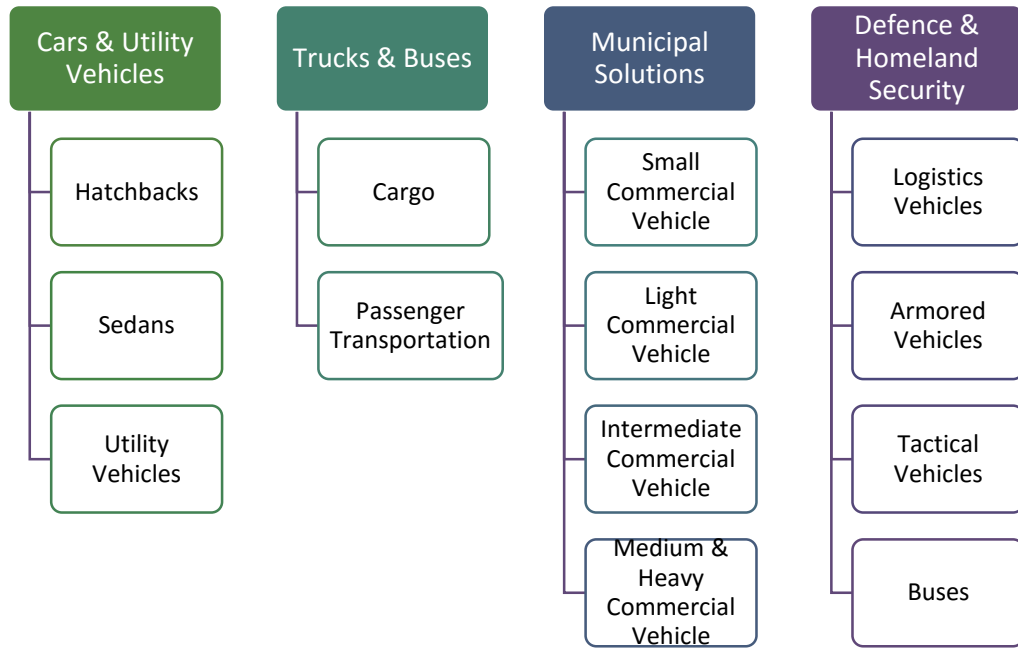 Cars & Utility
Vehicles
Hatchbacks
Sedans
Utility
Vehicles
Trucks & Buses
Cargo
Passenger
Transportation
Municipal
Solutions
Small
Commercial
Vehicle
Light
Commercial
Vehicle
Intermediate
Commercial
Vehicle
Medium &
Heavy
Commercial
Vehicle
Defence &
Homeland
Security
Logistics
Vehicles
Armored
Vehicles
Tactical
Vehicles
Buses